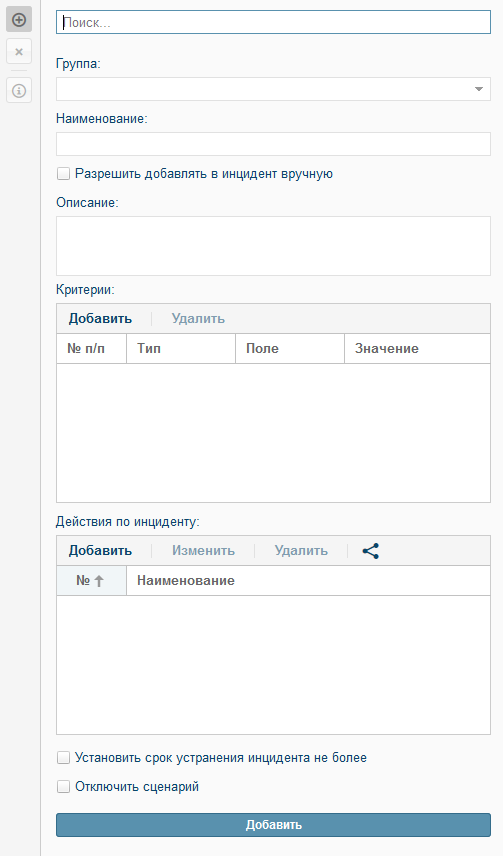 Поиск...
Группа:
Наименование:
Разрешить добавлять в инцидент вручную
Описание:
Критерии:
Добавить Удалить
№ п/п Тип Поле Значение
Действия по инциденту:
Добавить Изменить Удалить
№ Наименование
Установить срок устранения инцидента не более
Отключить сценарий
Добавить